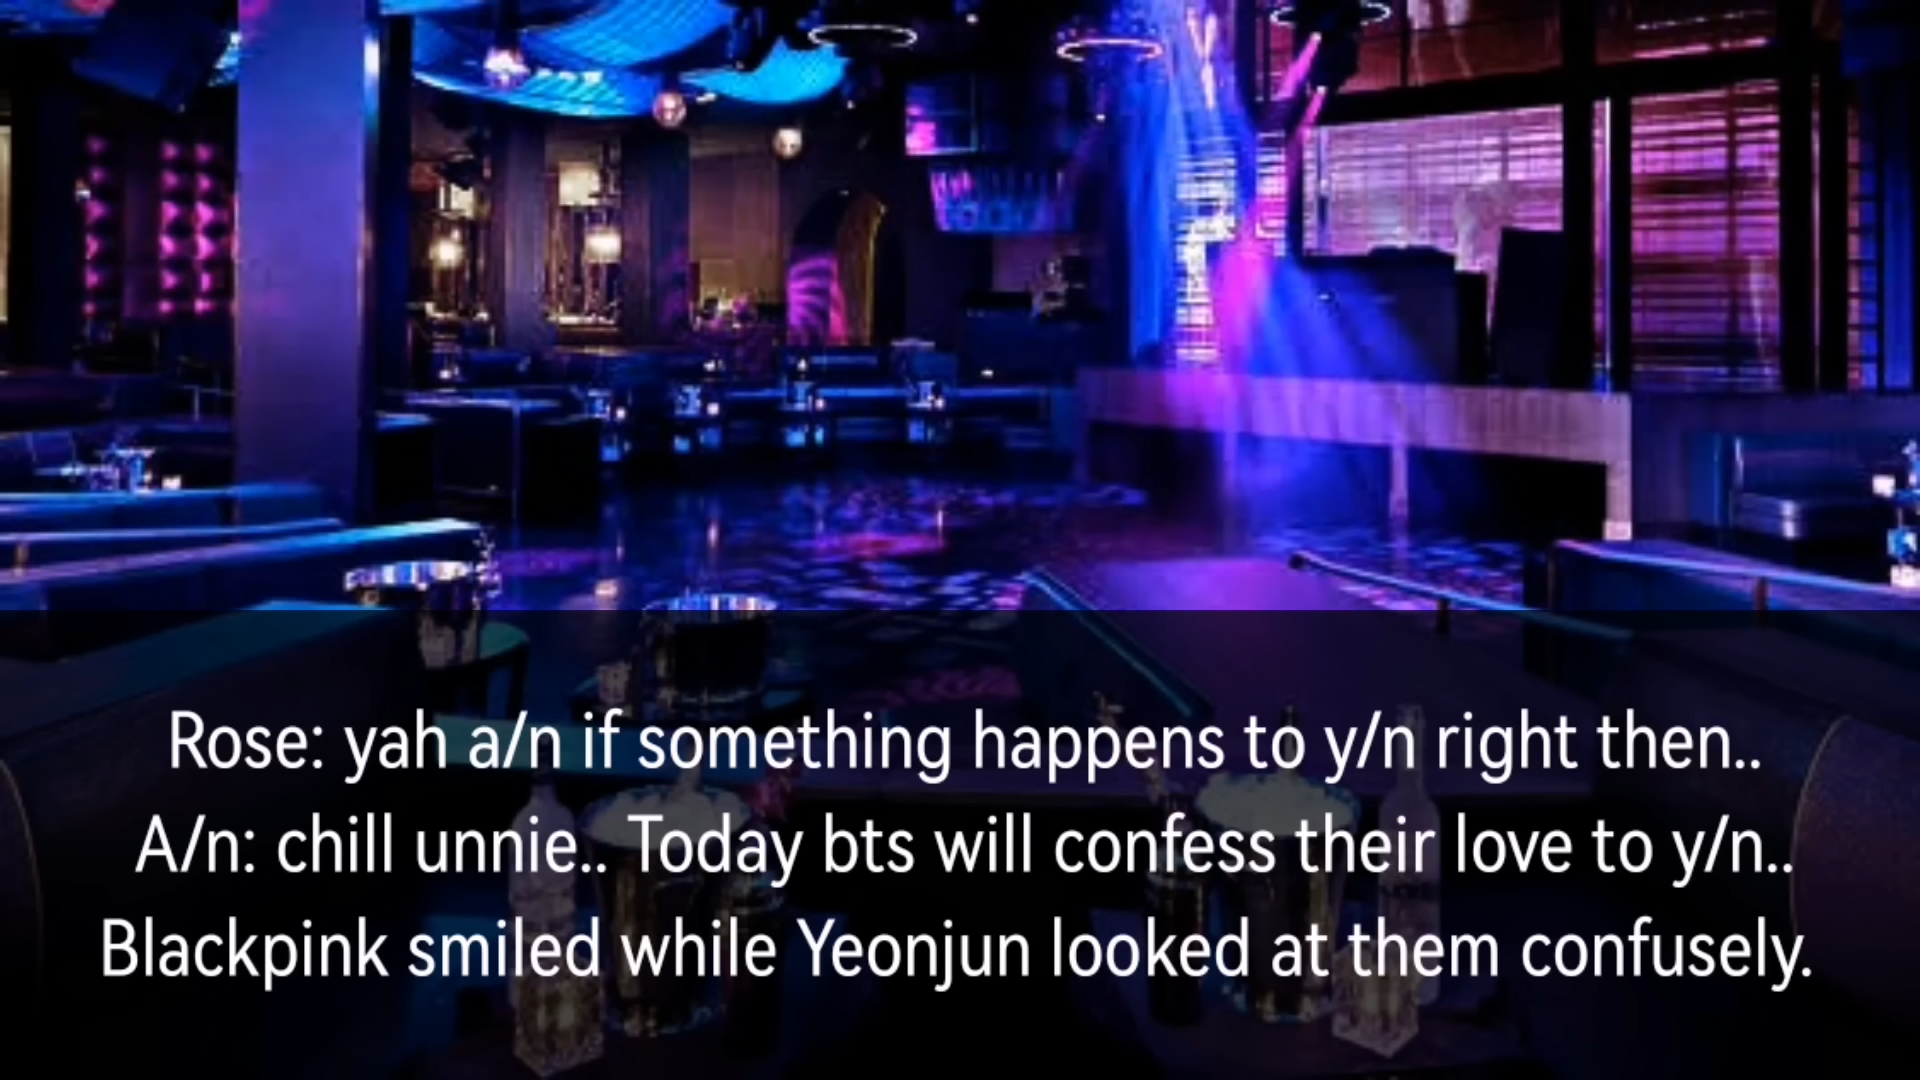 Rose: yah a/n if something happens to y/n right then..
A/n: chill unnie.. Today bts will confess their love to y/n..
Blackpink smiled while Yeonjun looked at them confusely.